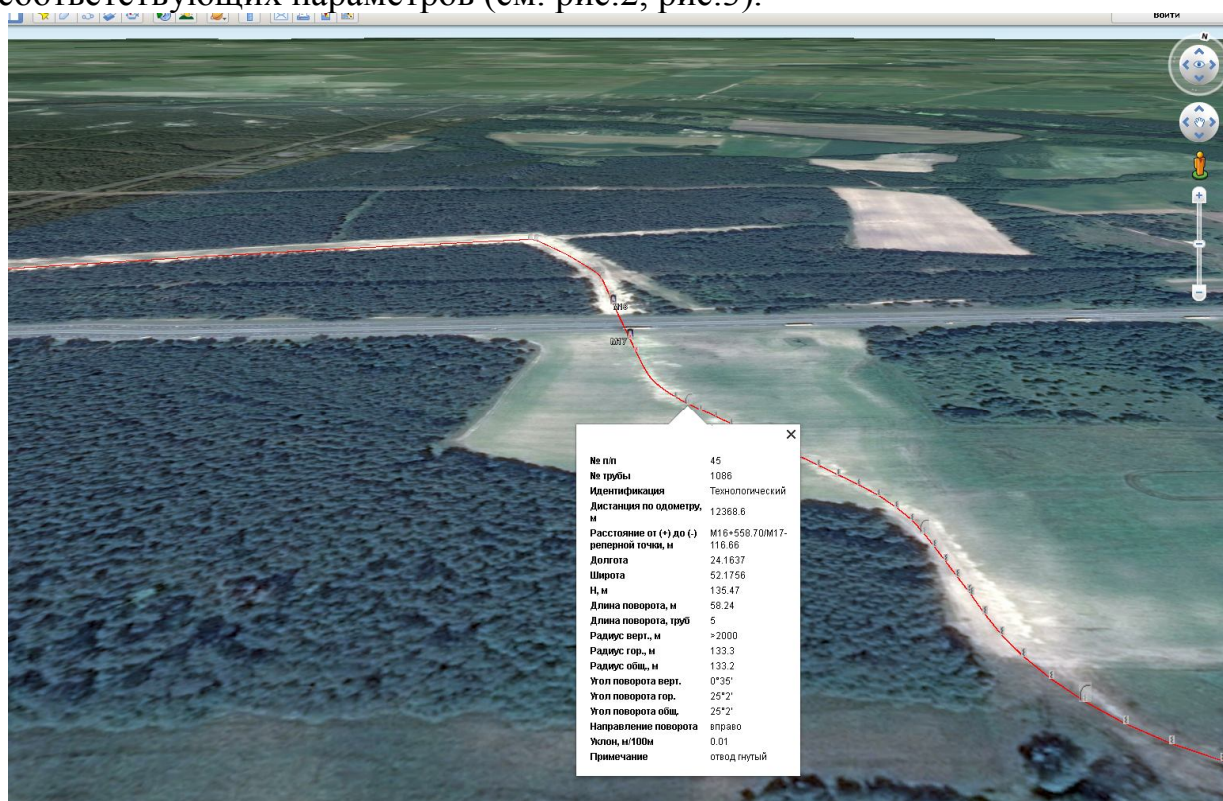 соответствующих параметров (см. рис.2, рис.3).
Войти
N
М17
№ п/п 45
№ трубы 1086
Идентификация Технологический
Дистанция по одометру, м 12368.6
Расстояние от (+) до (-) М16+558.70/М17-
реперной точки, м 116.66
Долгота 24.1637
Широта 52.1756
Н, м 135.47
Длина поворота, м 58.24
Длина поворота, труб 5
Радиус верт., м >2000
Радиус гор., м 133.3
Радиус общ., м 133.2
Угол поворота верт. 0°35'
Угол поворота гор. 25°2'
Угол поворота общ. 25°2'
Направление поворота вправо
Уклон, м/100м 0.01
Примечание отвод гнутый